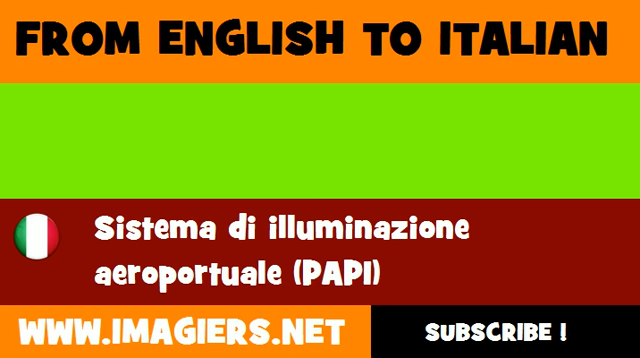 FROM ENGLISH TO ITALIAN
Sistema di illuminazione
aeroportuale (PAPI)
WWW.IMAGIERS.NET
SUBSCRIBE !